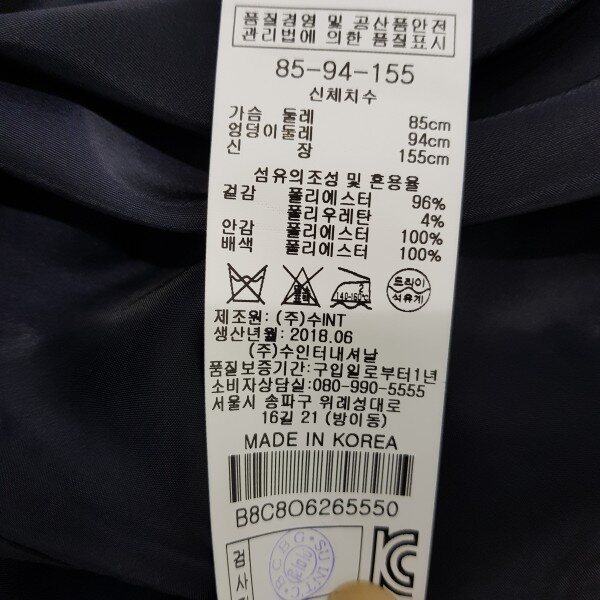 품질경영 및 공산품안전
관리법에 의한 품질표시
85-94-155
신체치수
가슴 둘레 85cm
엉덩이둘레 94cm
신 장 155cm
섬유의조성 및 혼용율
겉감 폴리에스터 96%
폴리우레탄 4%
안감 폴리에스터 100%
배색 폴리에스터 100%
2 140-160℃
드라이
석유계
제조원: (주)수INT
생산년월: 2018.06
(주)수인터내셔날
품질보증기간: 구입일로부터1년
소비자상담실:080-990-5555
서울시 송파구 위례성대로
16길 21 (방이동)
MADE IN KOREA
B8C8O6265550
검사
BCBG SU INT